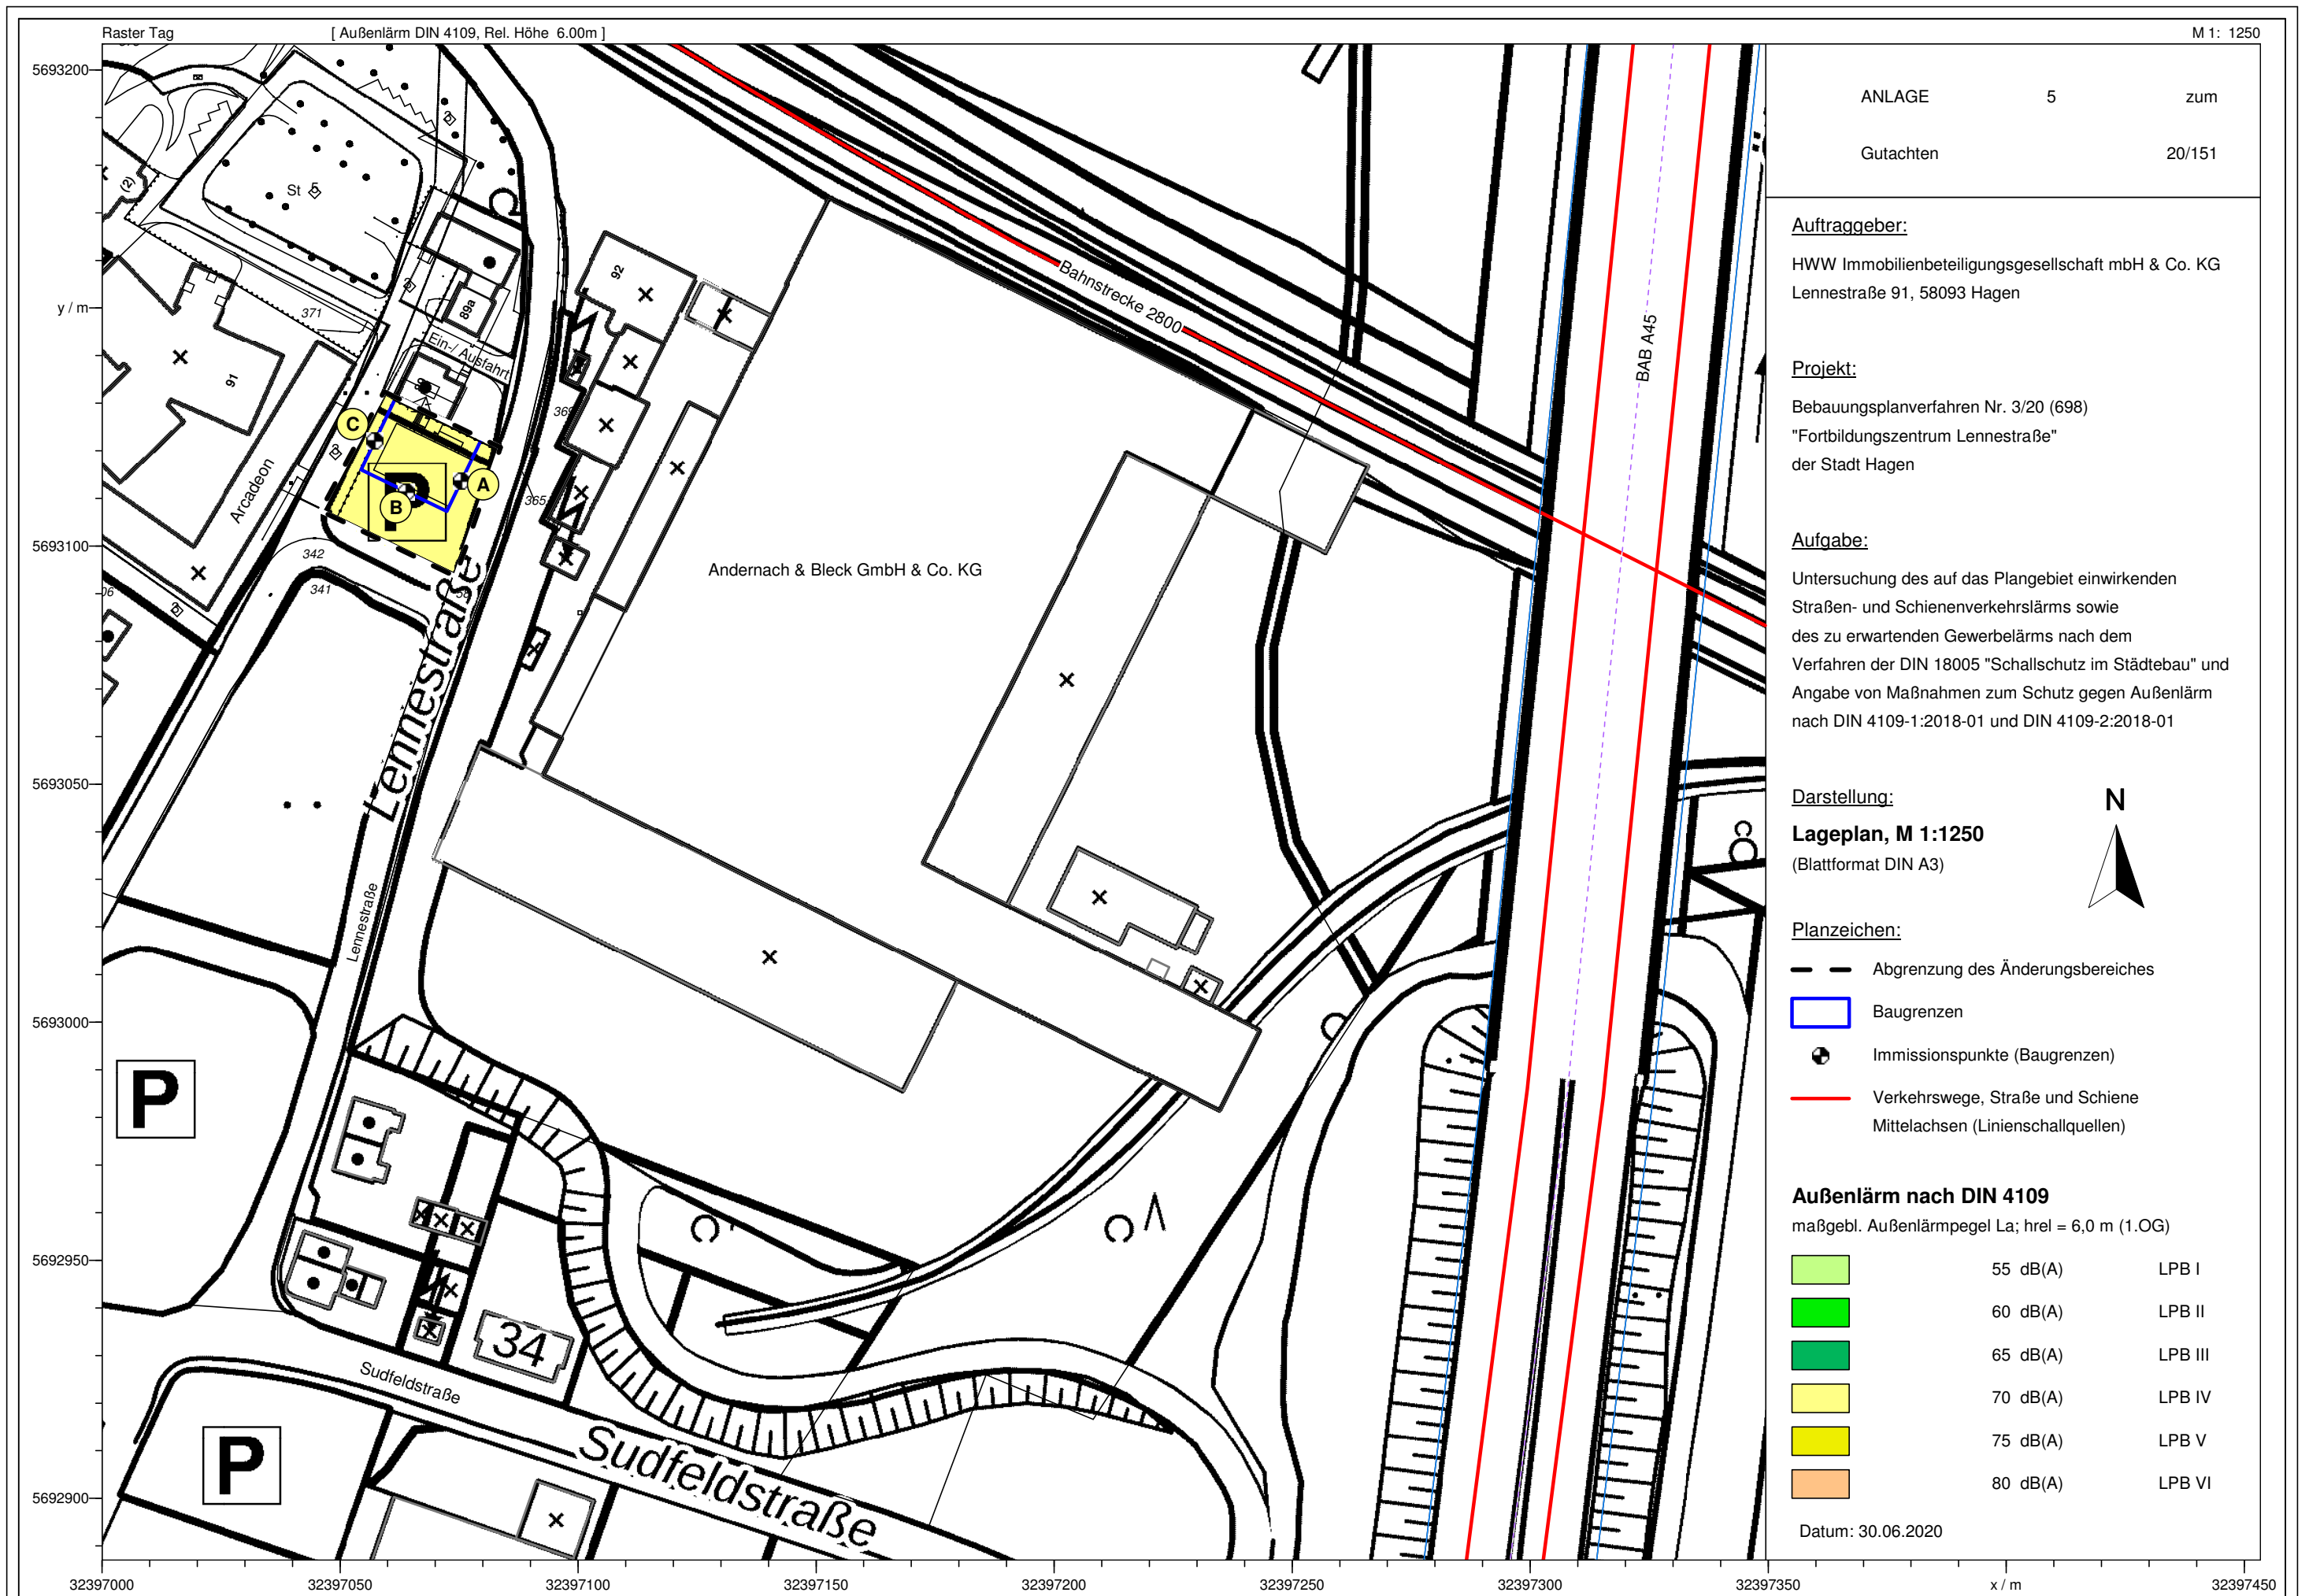 Raster Tag [ Außenlärm DIN 4109, Rel. Höhe 6.00m ] M 1: 1250
5693200
y / m
5693100
5693050
5693000
5692950
5692900
32397000 32397050 32397100 32397150 32397200 32397250 32397300 32397350 x / m 32397450
(2)
St
371
89a
Ein-/ Ausfahrt
91
92
369
365
C
A
B
P
Arcadeon
342
341
Lennestraße
Lennestraße
Bahnstrecke 2800
BAB A45
Andernach & Bleck GmbH & Co. KG
P
34
Sudfeldstraße
Sudfeldstraße
P
ANLAGE 5 zum
Gutachten 20/151
Auftraggeber:
HWW Immobilienbeteiligungsgesellschaft mbH & Co. KG
Lennestraße 91, 58093 Hagen
Projekt:
Bebauungsplanverfahren Nr. 3/20 (698)
"Fortbildungszentrum Lennestraße"
der Stadt Hagen
Aufgabe:
Untersuchung des auf das Plangebiet einwirkenden
Straßen- und Schienenverkehrslärms sowie
des zu erwartenden Gewerbelärms nach dem
Verfahren der DIN 18005 "Schallschutz im Städtebau" und
Angabe von Maßnahmen zum Schutz gegen Außenlärm
nach DIN 4109-1:2018-01 und DIN 4109-2:2018-01
Darstellung:
N
Lageplan, M 1:1250
(Blattformat DIN A3)
Planzeichen:
Abgrenzung des Änderungsbereiches
Baugrenzen
Immissionspunkte (Baugrenzen)
Verkehrswege, Straße und Schiene
Mittelachsen (Linienschallquellen)
Außenlärm nach DIN 4109
maßgebl. Außenlärmpegel La; hrel = 6,0 m (1.OG)
55 dB(A) LPB I
60 dB(A) LPB II
65 dB(A) LPB III
70 dB(A) LPB IV
75 dB(A) LPB V
80 dB(A) LPB VI
Datum: 30.06.2020